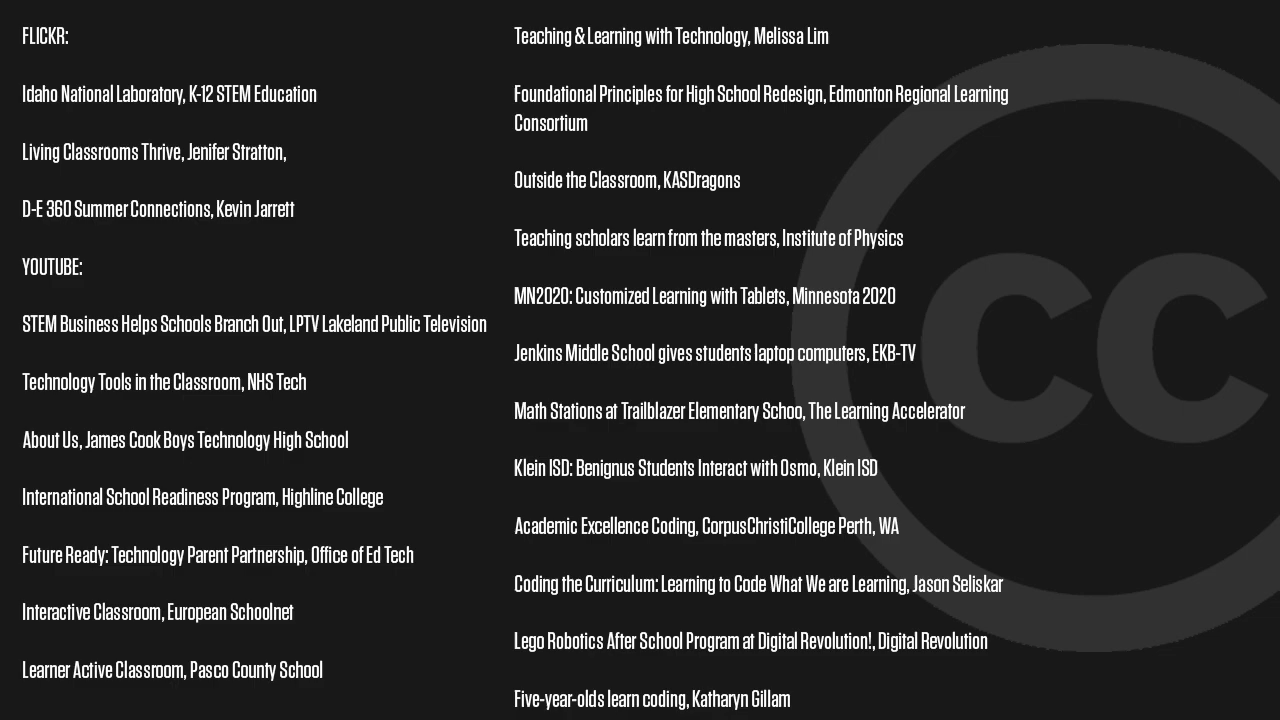 FLICKR:
Idaho National Laboratory, K-12 STEM Education
Living Classrooms Thrive, Jenifer Stratton,
D-E 360 Summer Connections, Kevin Jarrett
YOUTUBE:
STEM Business Helps Schools Branch Out, LPTV Lakeland Public Television
Technology Tools in the Classroom, NHS Tech
About Us, James Cook Boys Technology High School
International School Readiness Program, Highline College
Future Ready: Technology Parent Partnership, Office of Ed Tech
Interactive Classroom, European Schoolnet
Learner Active Classroom, Pasco County School
Teaching & Learning with Technology, Melissa Lim
Foundational Principles for High School Redesign, Edmonton Regional Learning
Consortium
Outside the Classroom, KASDragons
Teaching scholars learn from the masters, Institute of Physics
MN2020: Customized Learning with Tablets, Minnesota 2020
Jenkins Middle School gives students laptop computers, EKB-TV
Math Stations at Trailblazer Elementary Schoo, The Learning Accelerator
Klein ISD: Benignus Students Interact with Osmo, Klein ISD
Academic Excellence Coding, CorpusChristiCollege Perth, WA
Coding the Curriculum: Learning to Code What We are Learning, Jason Seliskar
Lego Robotics After School Program at Digital Revolution!, Digital Revolution
Five-year-olds learn coding, Katharyn Gillam
cc